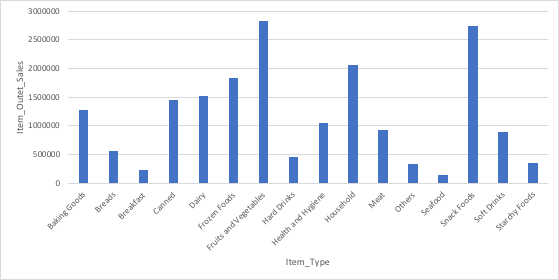 3000000
2500000
2000000
1500000
1000000
500000
0
Item_Outet_Sales
Baking Goods
Breads
Breakfast
Canned
Dairy
Frozen Foods
Fruits and Vegetables
Hard Drinks
Health and Hygiene
Household
Meat
Others
Seafood
Snack Foods
Soft Drinks
Starchy Foods
Item_Type